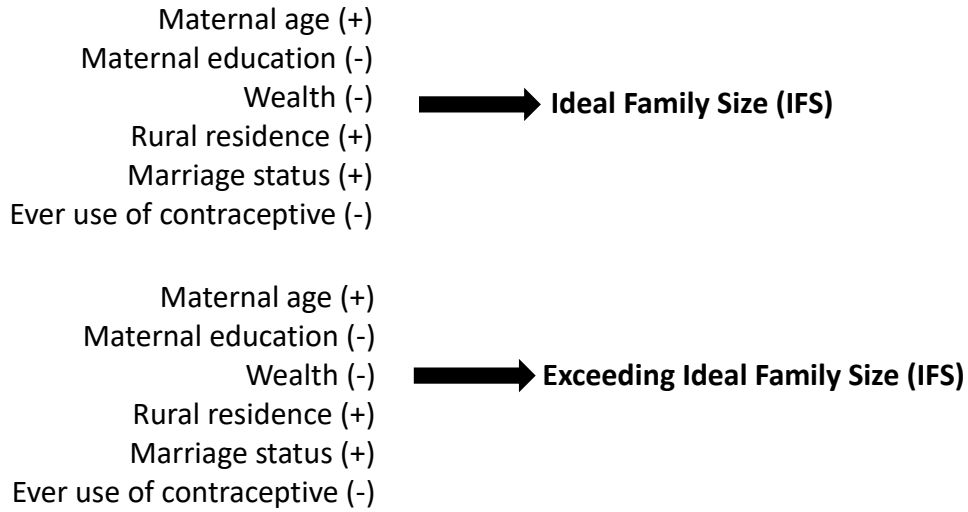 Maternal age (+)
Maternal education (-)
Wealth (-)
Rural residence (+)
Marriage status (+)
Ever use of contraceptive (-)
Ideal Family Size (IFS)
Maternal age (+)
Maternal education (-)
Wealth (-)
Rural residence (+)
Marriage status (+)
Ever use of contraceptive (-)
Exceeding Ideal Family Size (IFS)